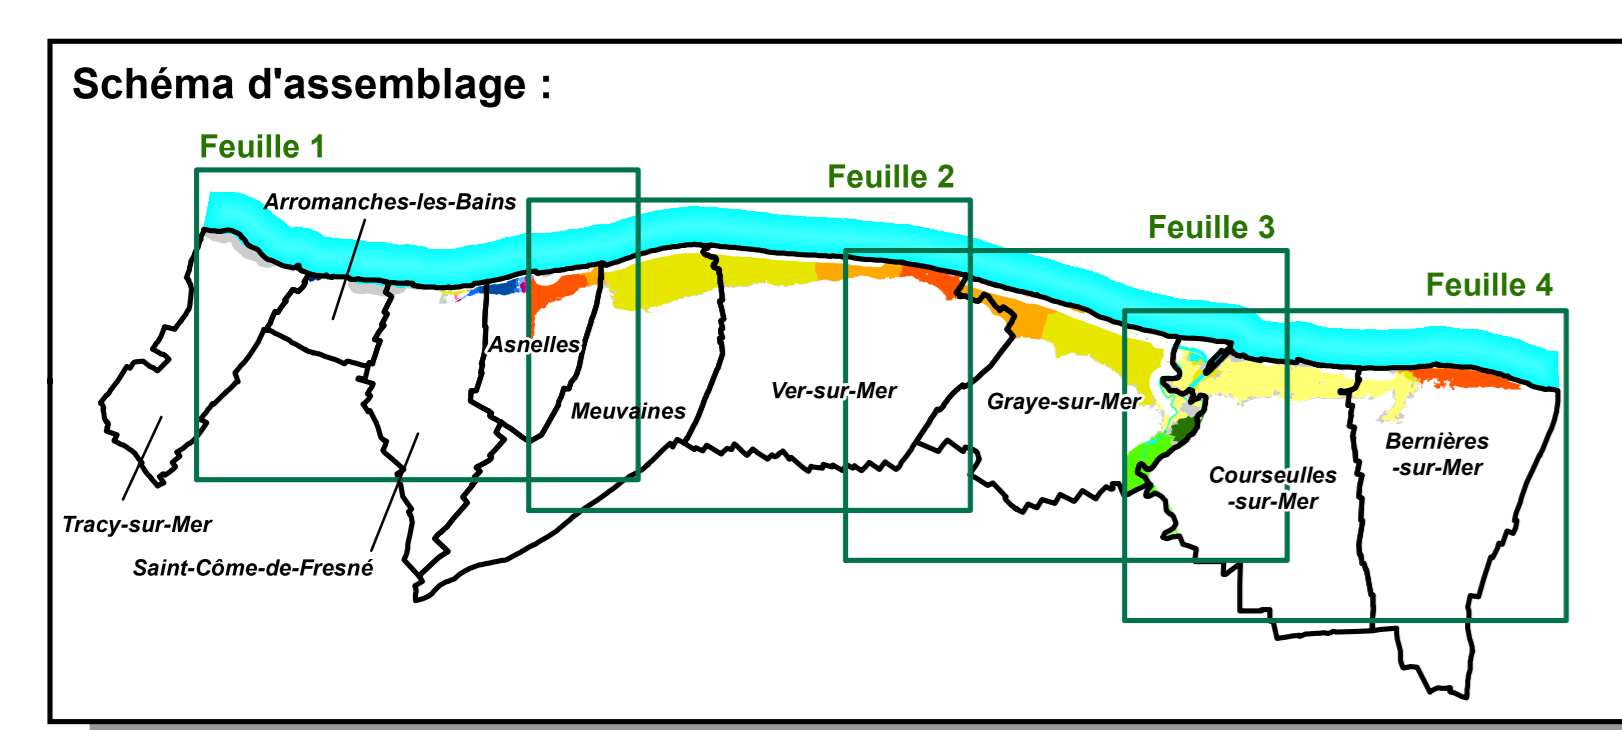 Schéma d'assemblage :
Feuille 1
Feuille 2
Arromanches-les-Bains
Feuille 3
Feuille 4
Asnelles
Meuvaines
Ver-sur-Mer
Graye-sur-Mer
Bernières
-sur-Mer
Courseulles
-sur-Mer
Tracy-sur-Mer
Saint-Côme-de-Fresné